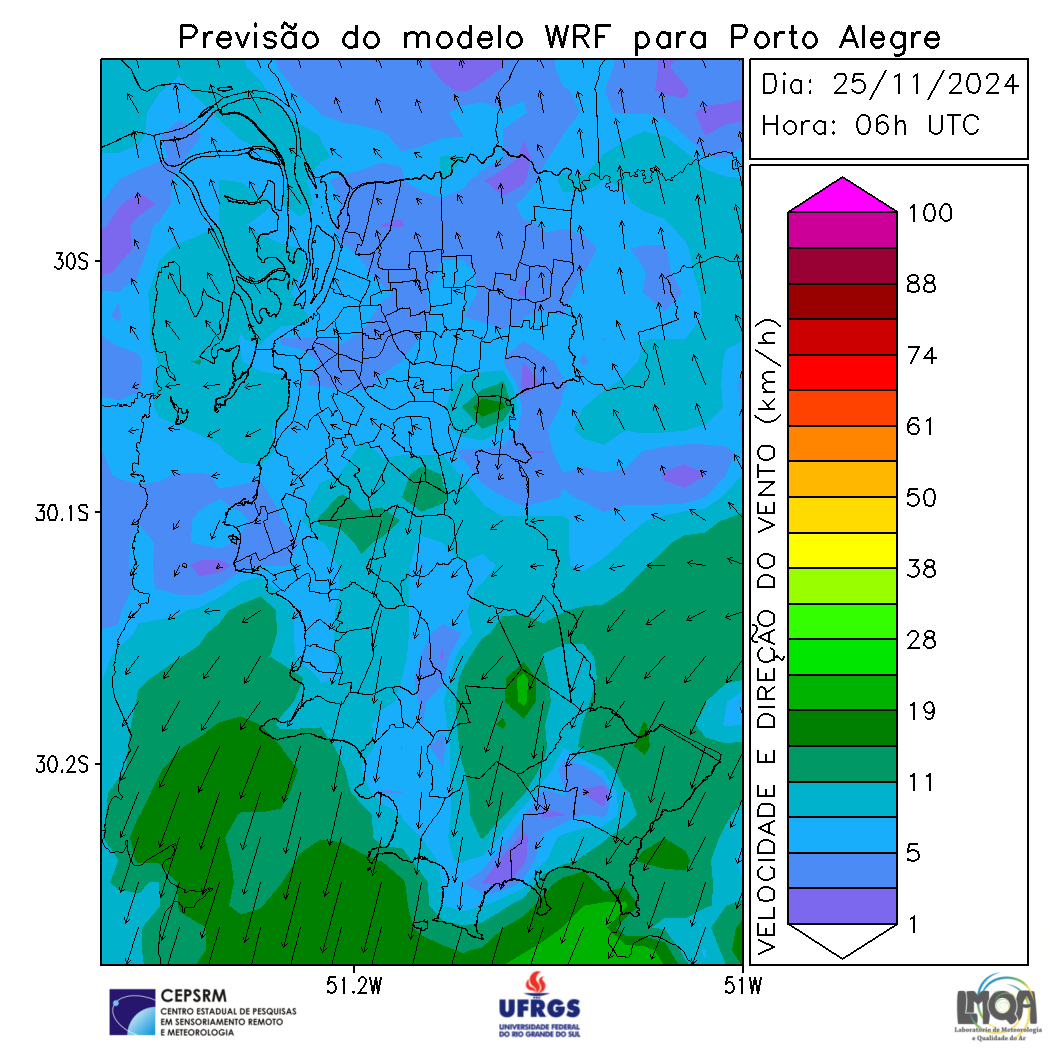 Previsão do modelo WRF para Porto Alegre
Dia: 25/11/2024
Hora: 06h UTC
30S
30.1S
30.2S
51.2W
51W
VELOCIDADE E DIREÇÃO DO VENTO (km/h)
100
88
74
61
50
38
28
19
11
5
1
CEPSRM
CENTRO ESTADUAL DE PESQUISAS
EM SENSORIAMENTO REMOTO
E METEOROLOGIA
UFRGS
UNIVERSIDADE FEDERAL
DO RIO GRANDE DO SUL
LMQA
Laboratório de Meteorologia
e Qualidade do Ar